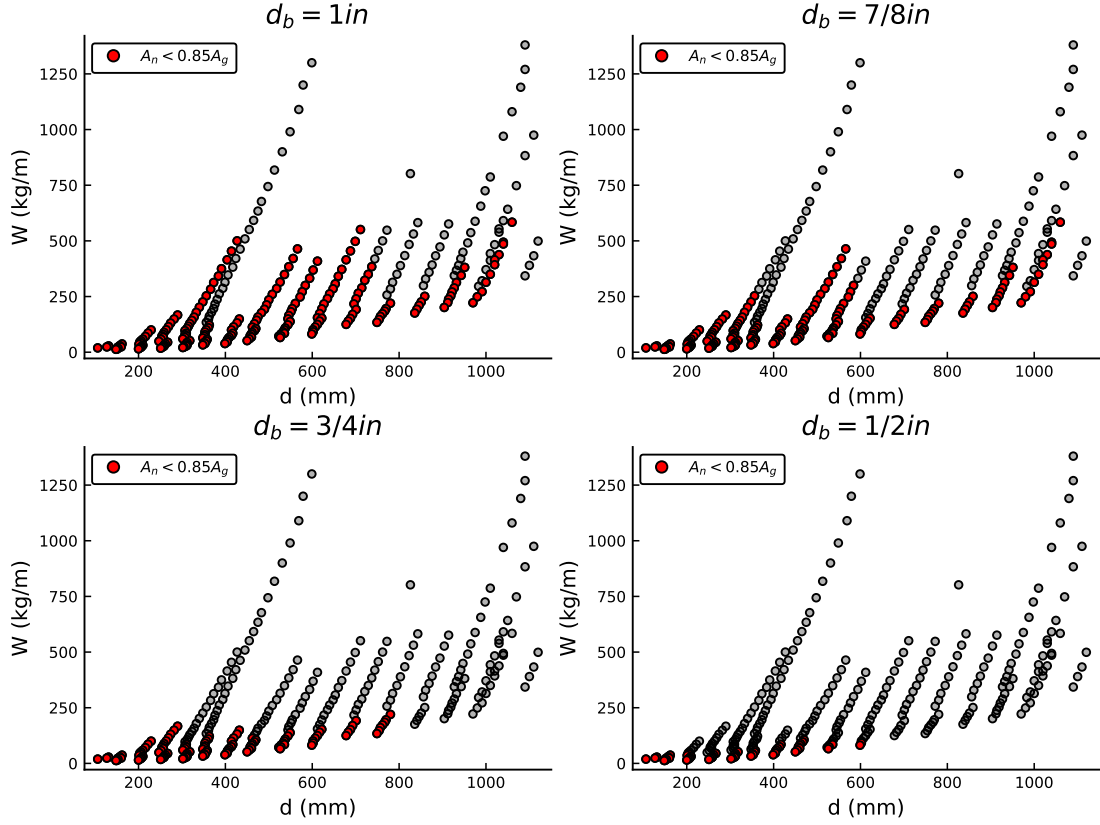 d_b = 1in
A_n < 0.85A_g
1250
1000
750
500
250
0
W (kg/m)
200 400 600 800 1000
d (mm)
d_b = 7/8in
A_n < 0.85A_g
1250
1000
750
500
250
0
W (kg/m)
200 400 600 800 1000
d (mm)
d_b = 3/4in
A_n < 0.85A_g
1250
1000
750
500
250
0
W (kg/m)
200 400 600 800 1000
d (mm)
d_b = 1/2in
A_n < 0.85A_g
1250
1000
750
500
250
0
W (kg/m)
200 400 600 800 1000
d (mm)